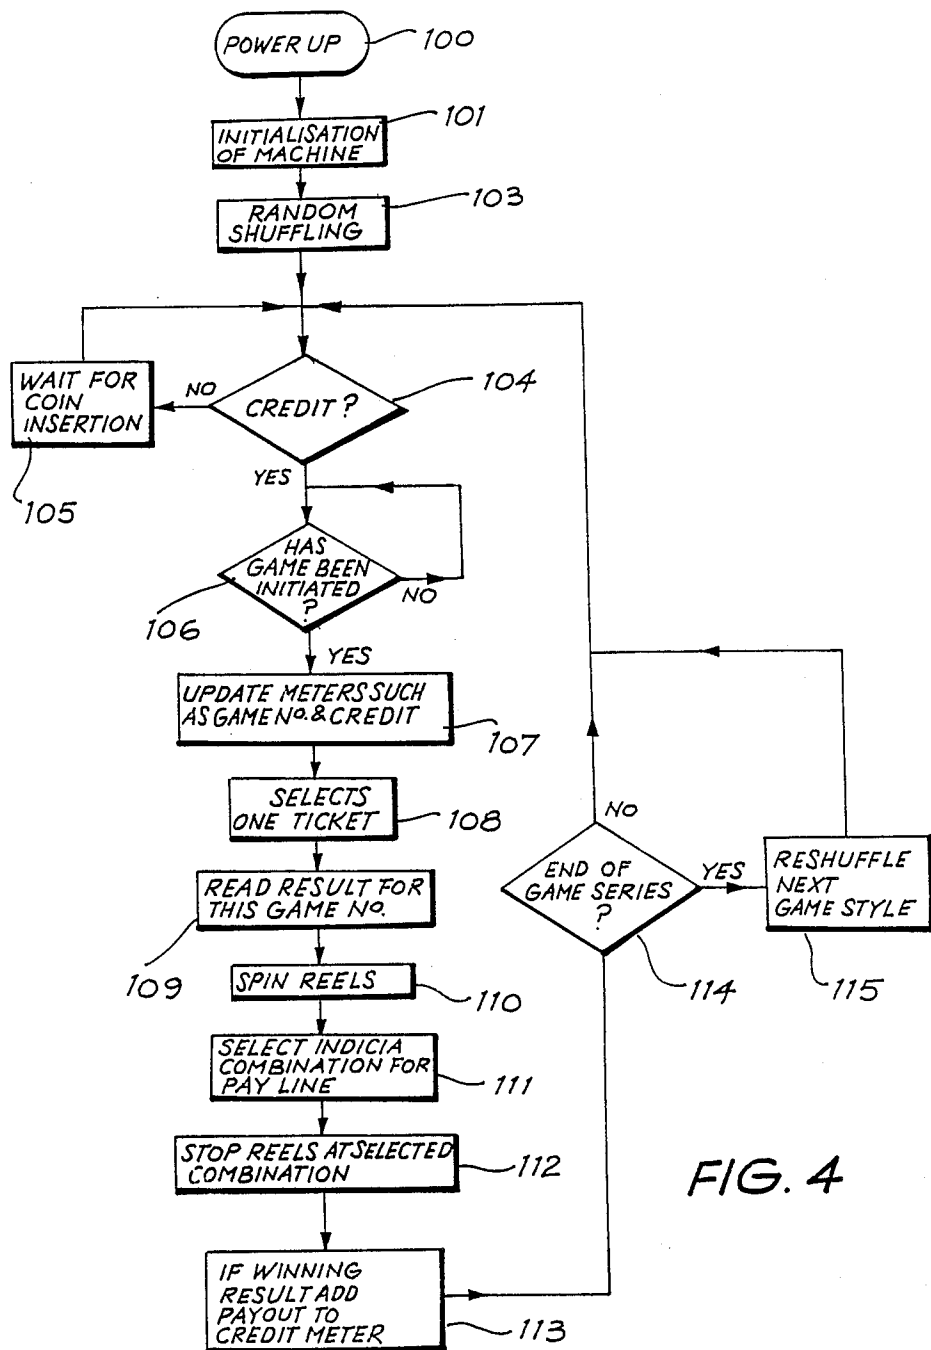 POWER UP
100
101
INITIALISATION
OF MACHINE
103
RANDOM
SHUFFLING
WAIT FOR
COIN
INSERTION
105
NO
CREDIT ?
104
YES
HAS
GAME BEEN
INITIATED
?
NO
106
YES
UPDATE METERS SUCH
AS GAME No. & CREDIT
107
SELECTS
ONE TICKET
108
READ RESULT FOR
THIS GAME No.
109
SPIN REELS
110
SELECT INDICIA
COMBINATION FOR
PAY LINE
111
STOP REELS AT SELECTED
COMBINATION
112
IF WINNING
RESULT ADD
PAYOUT TO
CREDIT METER
113
NO
END OF
GAME SERIES
?
YES
114
RESHUFFLE
NEXT
GAME STYLE
115
FIG. 4